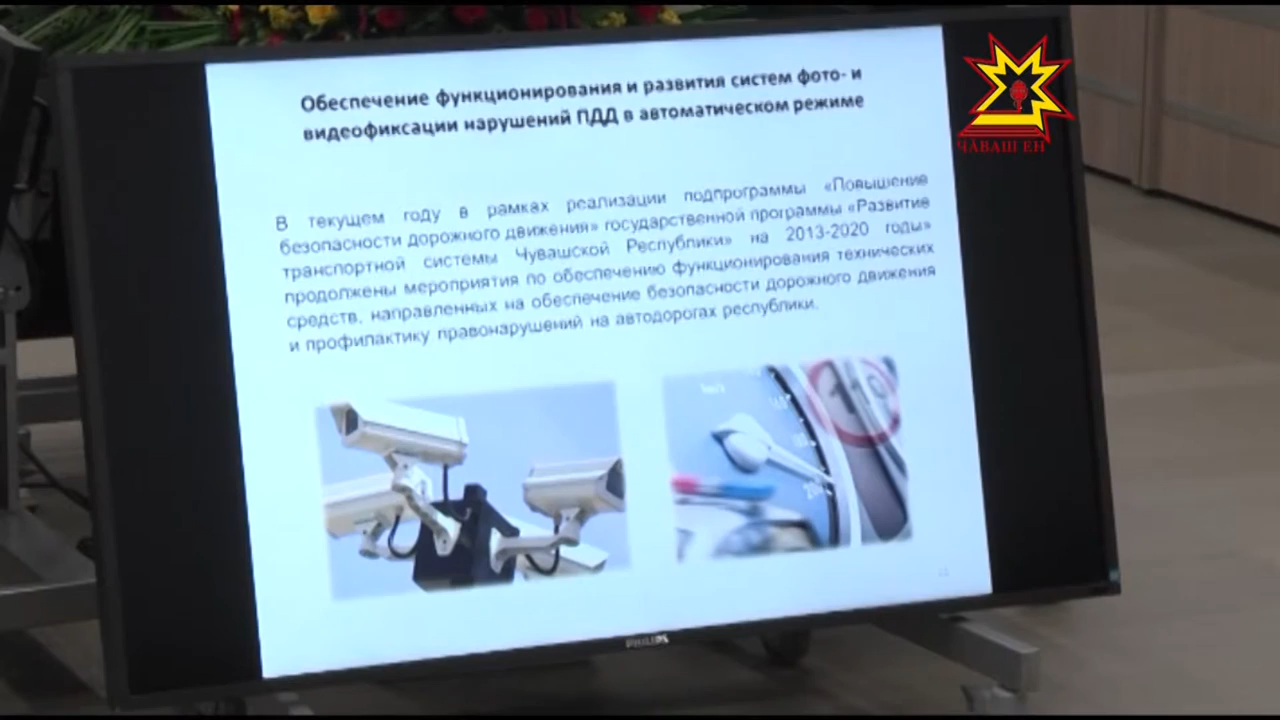 Обеспечение функционирования и развития систем фото- и
видеофиксации нарушений ПДД в автоматическом режиме
ЧӐВАШ ЕН
В текущем году в рамках реализации подпрограммы «Повышение
безопасности дорожного движения» государственной программы «Развитие
транспортной системы Чувашской Республики» на 2013-2020 годы»
продолжены мероприятия по обеспечению функционирования технических
средств, направленных на обеспечение безопасности дорожного движения
и профилактику правонарушений на автодорогах республики.
PHILIPS